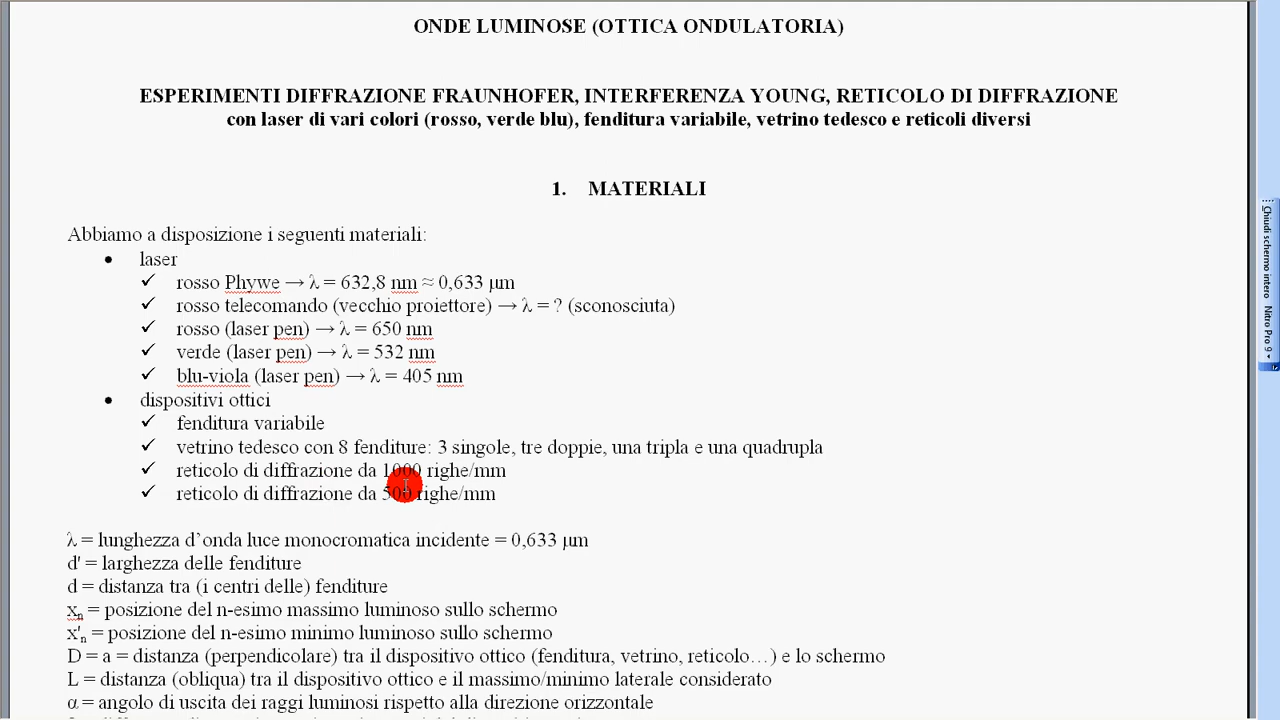 ONDE LUMINOSE (OTTICA ONDULATORIA)
ESPERIMENTI DIFFRAZIONE FRAUNHOFER, INTERFERENZA YOUNG, RETICOLO DI DIFFRAZIONE
con laser di vari colori (rosso, verde blu), fenditura variabile, vetrino tedesco e reticoli diversi
1. MATERIALI
Abbiamo a disposizione i seguenti materiali:
• laser
✓ rosso Phywe → λ = 632,8 nm ≈ 0,633 μm
✓ rosso telecomando (vecchio proiettore) → λ = ? (sconosciuta)
✓ rosso (laser pen) → λ = 650 nm
✓ verde (laser pen) → λ = 532 nm
✓ blu-viola (laser pen) → λ = 405 nm
• dispositivi ottici
✓ fenditura variabile
✓ vetrino tedesco con 8 fenditure: 3 singole, tre doppie, una tripla e una quadrupla
✓ reticolo di diffrazione da 1000 righe/mm
✓ reticolo di diffrazione da 500 righe/mm
λ = lunghezza d’onda luce monocromatica incidente = 0,633 μm
d' = larghezza delle fenditure
d = distanza tra (i centri delle) fenditure
xn = posizione del n-esimo massimo luminoso sullo schermo
x'n = posizione del n-esimo minimo luminoso sullo schermo
D = a = distanza (perpendicolare) tra il dispositivo ottico (fenditura, vetrino, reticolo…) e lo schermo
L = distanza (obliqua) tra il dispositivo ottico e il massimo/minimo laterale considerato
α = angolo di uscita dei raggi luminosi rispetto alla direzione orizzontale
Chiudi schermo intero
Nitro Pro 9